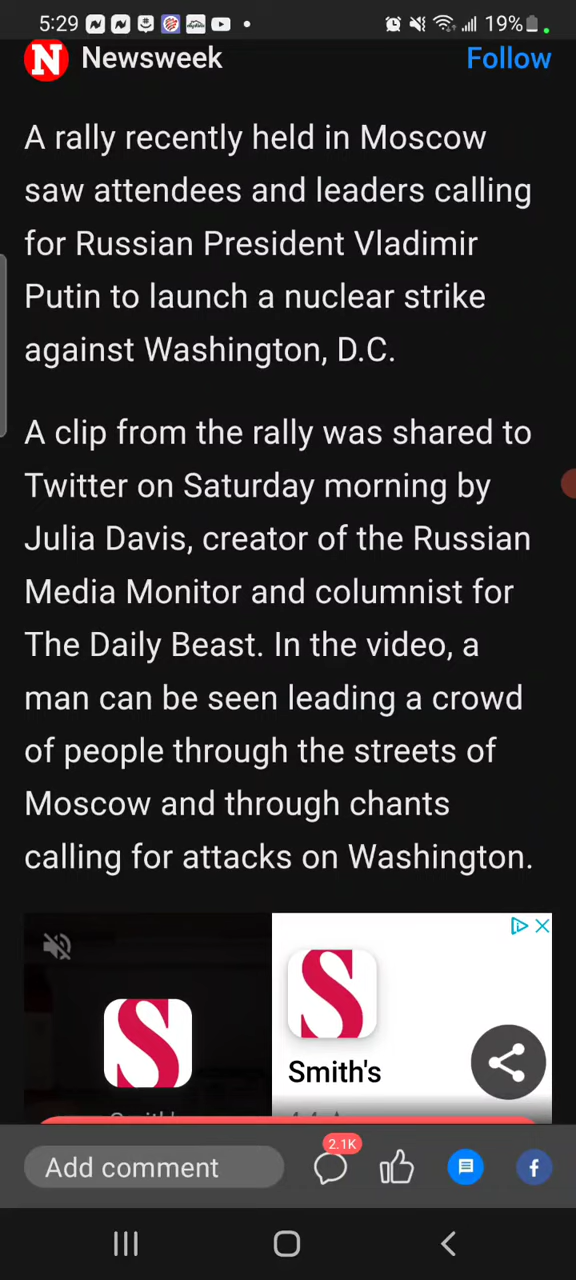 5:29
19%
N Newsweek Follow
A rally recently held in Moscow
saw attendees and leaders calling
for Russian President Vladimir
Putin to launch a nuclear strike
against Washington, D.C.
A clip from the rally was shared to
Twitter on Saturday morning by
Julia Davis, creator of the Russian
Media Monitor and columnist for
The Daily Beast. In the video, a
man can be seen leading a crowd
of people through the streets of
Moscow and through chants
calling for attacks on Washington.
S
S
Smith's
2.1K
Add comment